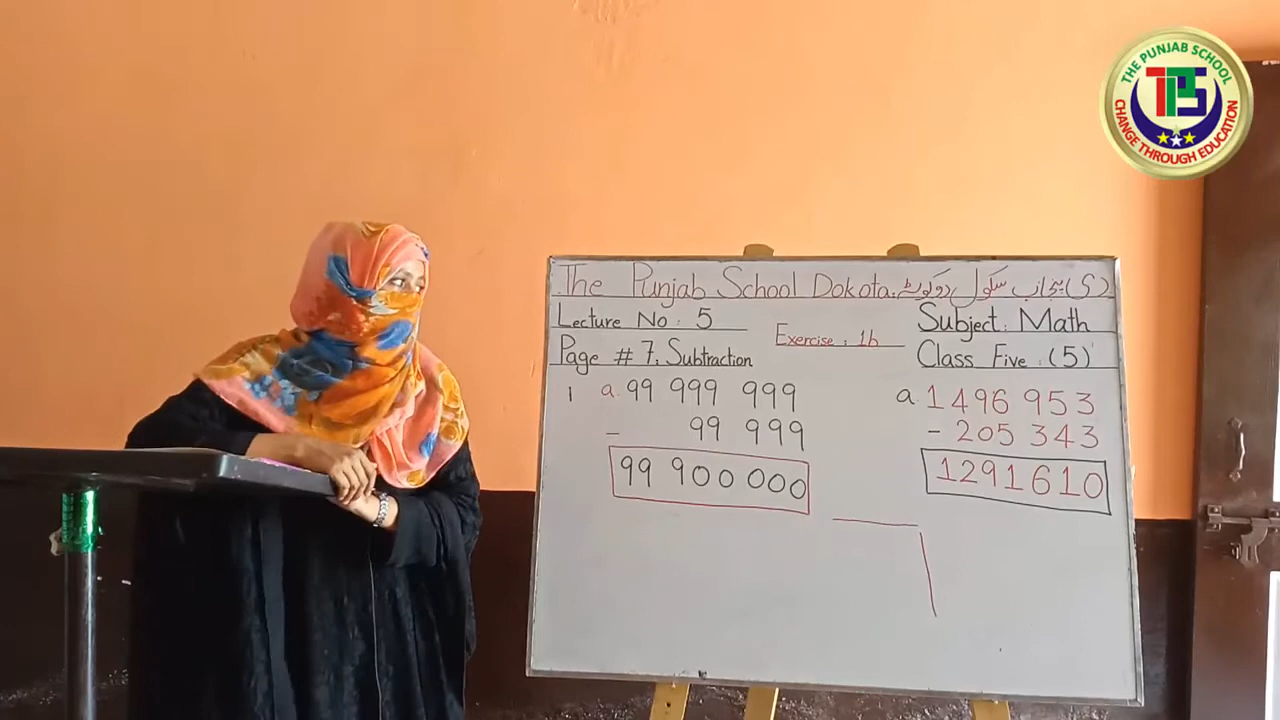 The Punjab School Dokota. (دی) پنجاب سکول دوکوٹہ
Lecture No: 5
Exercise: 1b
Subject: Math
Page # 7. Subtraction
Class Five: (5)
1 a. 99 999 999
- 99 999
99 900 000
a. 1 496 953
- 205 343
1291610
THE PUNJAB SCHOOL
TPS
CHANGE THROUGH EDUCATION